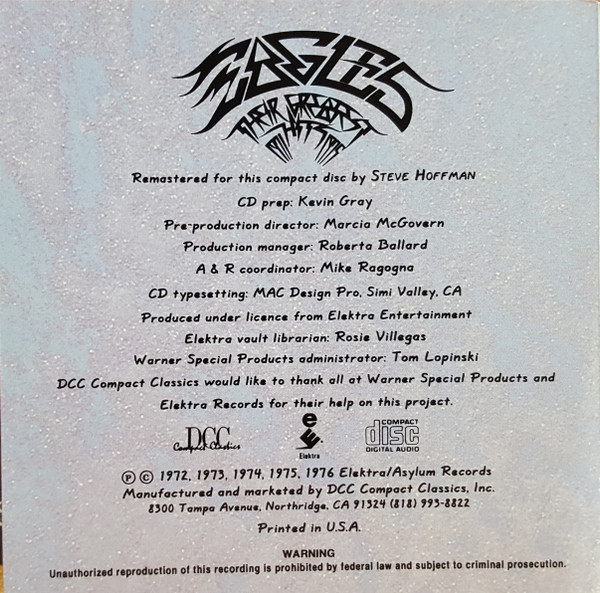 EAGLES
THEIR GREATEST
HITS
Remastered for this compact disc by STEVE HOFFMAN
CD prep: Kevin Gray
Pre-production director: Marcia McGovern
Production manager: Roberta Ballard
A & R coordinator: Mike Ragogna
CD typesetting: MAC Design Pro, Simi Valley, CA
Produced under licence from Elektra Entertainment
Elektra vault librarian: Rosie Villegas
Warner Special Products administrator: Tom Lopinski
DCC Compact Classics would like to thank all at Warner Special Products and
Elektra Records for their help on this project.
DCC
Compact Classics
e
Elektra
COMPACT
disc
DIGITAL AUDIO
℗ © 1972, 1973, 1974, 1975, 1976 Elektra/Asylum Records
Manufactured and marketed by DCC Compact Classics, Inc.
8300 Tampa Avenue, Northridge, CA 91324 (818) 993-8822
Printed in U.S.A.
WARNING
Unauthorized reproduction of this recording is prohibited by federal law and subject to criminal prosecution.